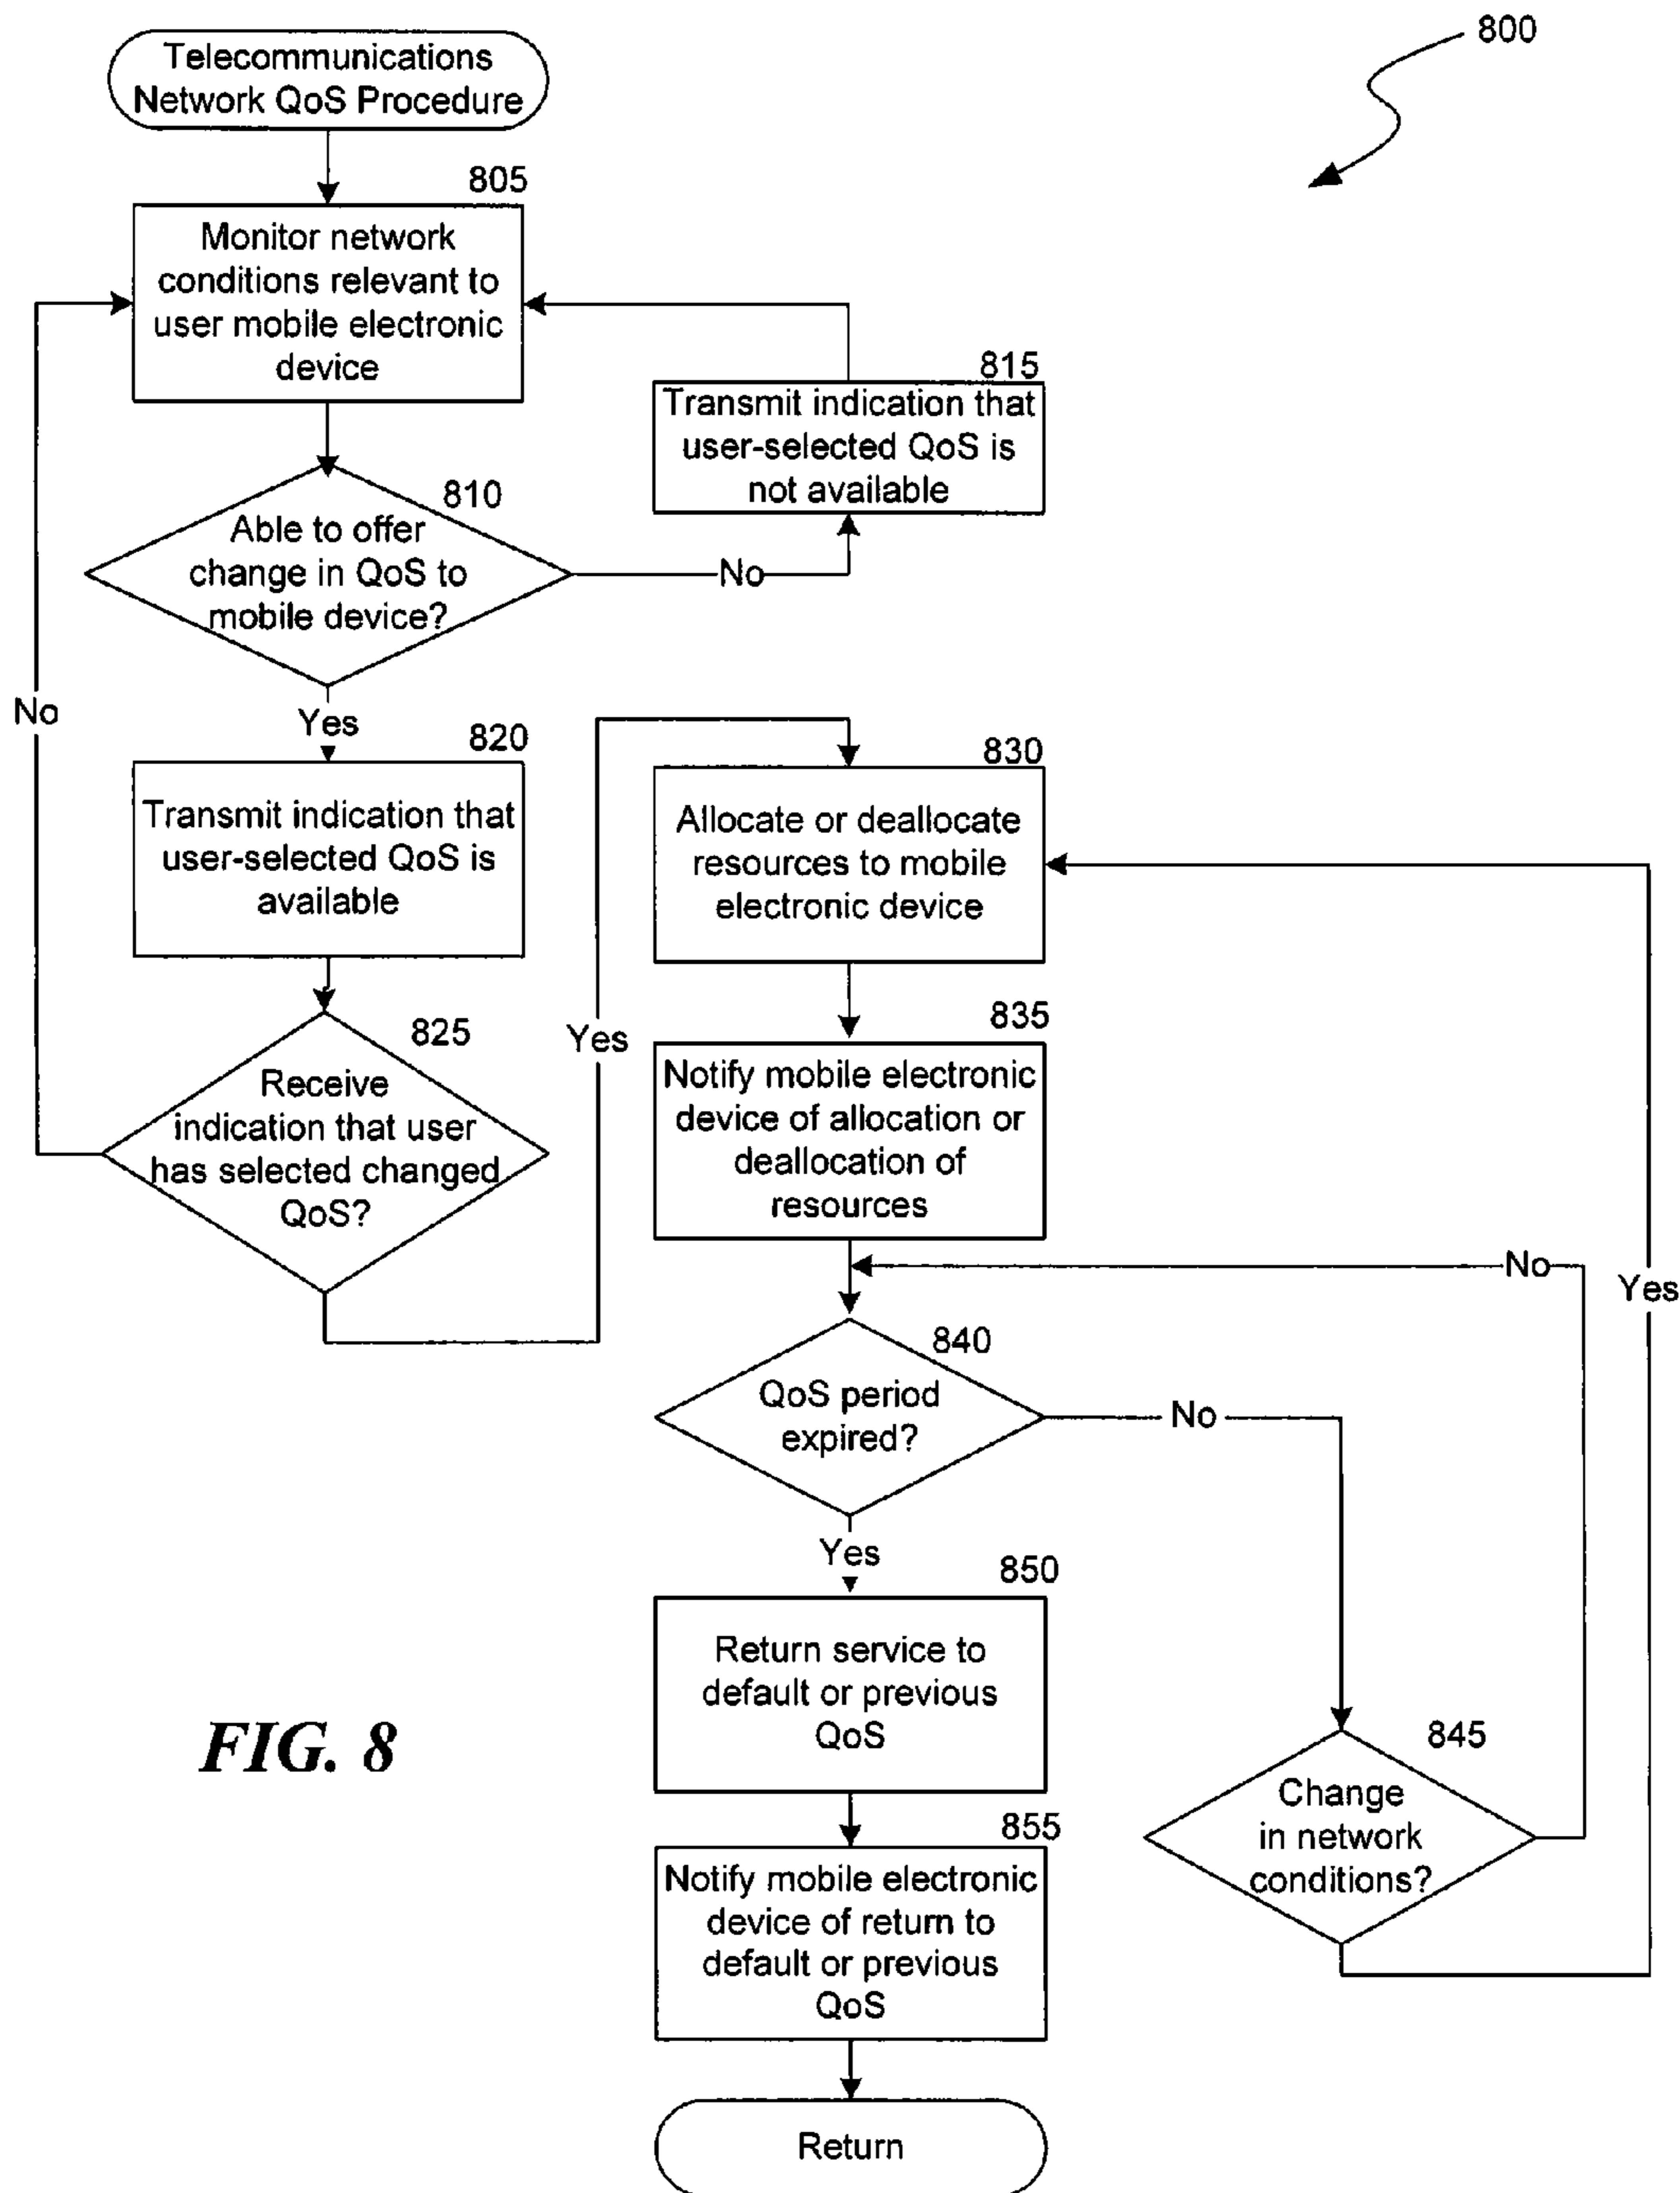 800
Telecommunications
Network QoS Procedure
805
Monitor network
conditions relevant to
user mobile electronic
device
815
Transmit indication that
user-selected QoS is
not available
810
Able to offer
change in QoS to
mobile device?
No
No
Yes
820
Transmit indication that
user-selected QoS is
available
825
Receive
indication that user
has selected changed
QoS?
Yes
830
Allocate or deallocate
resources to mobile
electronic device
835
Notify mobile electronic
device of allocation or
deallocation of
resources
No
Yes
840
QoS period
expired?
No
Yes
850
Return service to
default or previous
QoS
845
Change
in network
conditions?
855
Notify mobile electronic
device of return to
default or previous
QoS
Return
FIG. 8